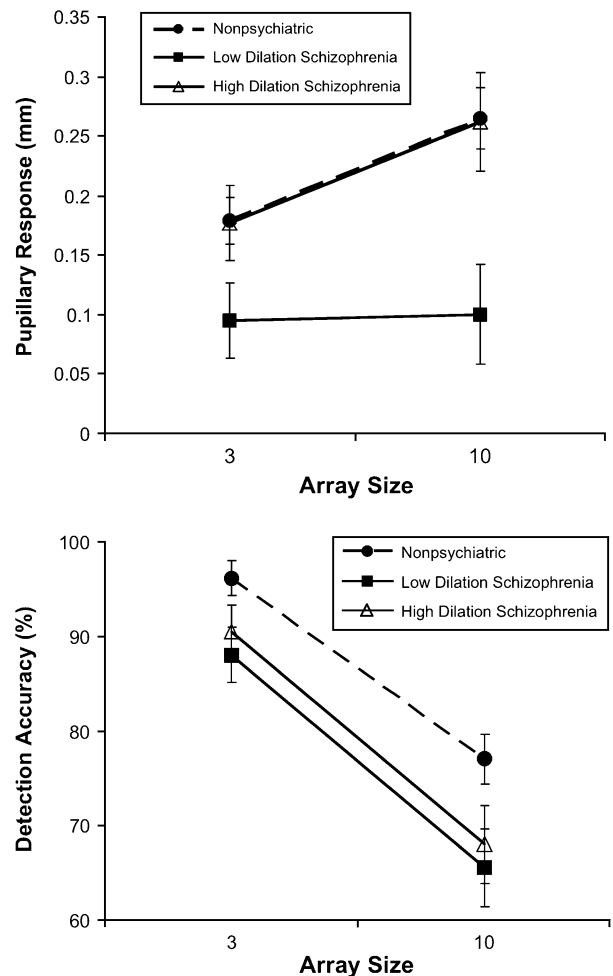 0.35
0.3
0.25
0.2
0.15
0.1
0.05
0
Pupillary Response (mm)
Nonpsychiatric
Low Dilation Schizophrenia
High Dilation Schizophrenia
3
10
Array Size
100
90
80
70
60
Detection Accuracy (%)
Nonpsychiatric
Low Dilation Schizophrenia
High Dilation Schizophrenia
3
10
Array Size